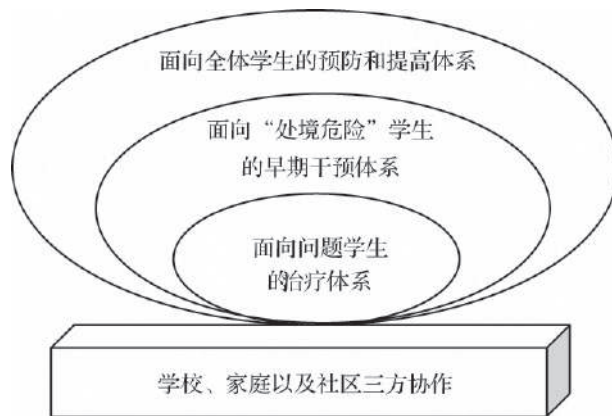 面向全体学生的预防和提高体系
面向“处境危险”学生
的早期干预体系
面向问题学生
的治疗体系
学校、家庭以及社区三方协作